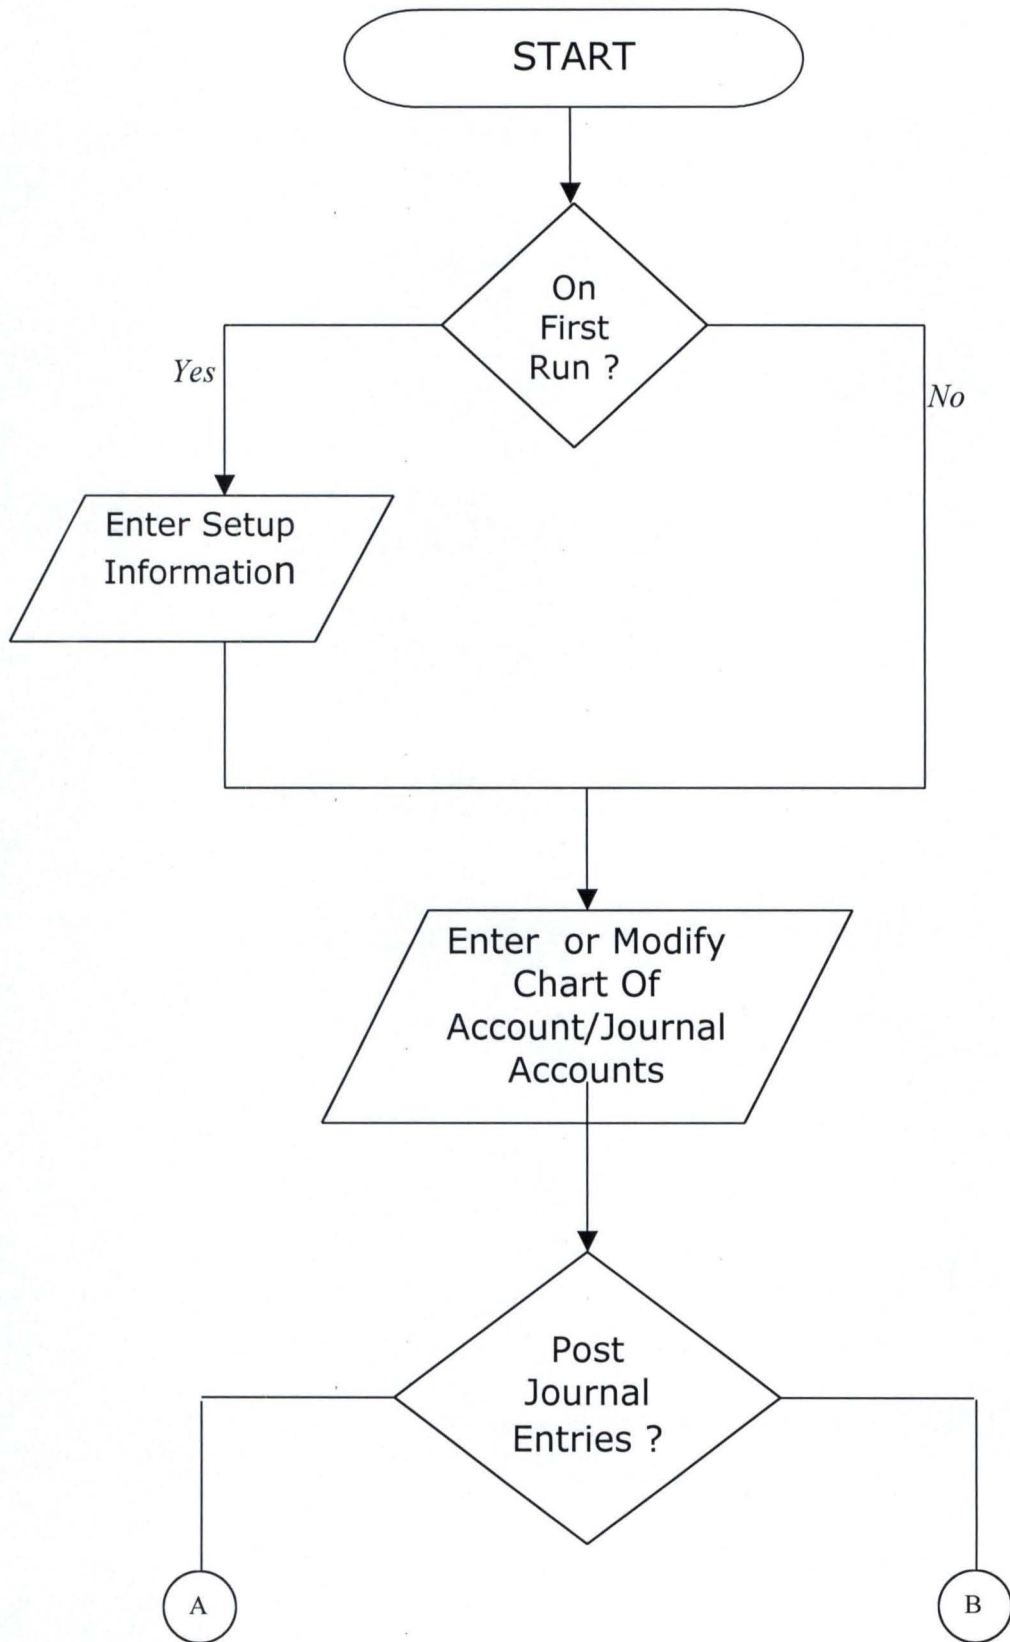 START
On
First
Run ?
Yes
No
Enter Setup
Information
Enter or Modify
Chart Of
Account/Journal
Accounts
Post
Journal
Entries ?
A
B